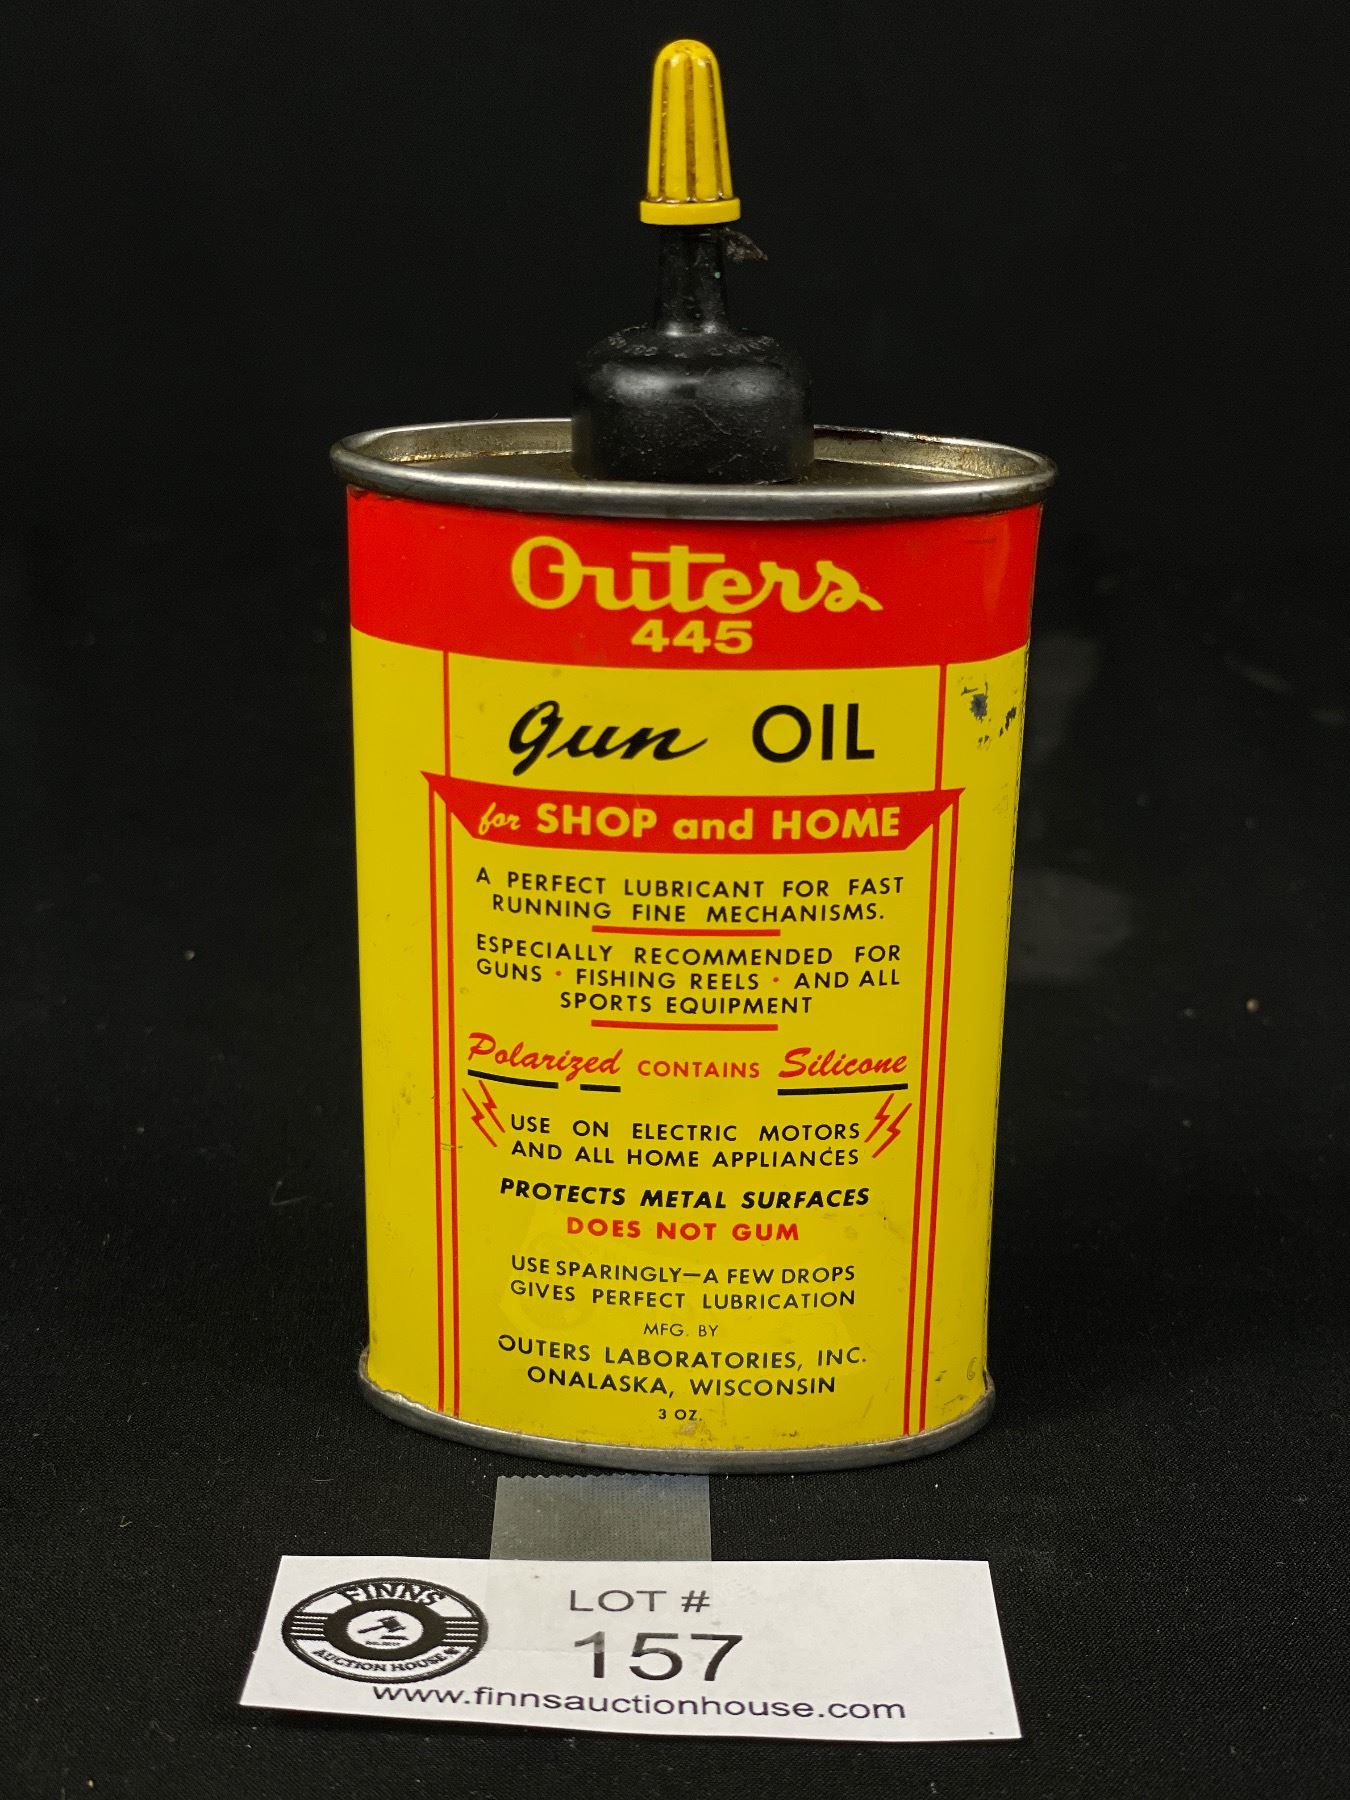 Outers
445
Gun OIL
for SHOP and HOME
A PERFECT LUBRICANT FOR FAST
RUNNING FINE MECHANISMS.
ESPECIALLY RECOMMENDED FOR
GUNS • FISHING REELS • AND ALL
SPORTS EQUIPMENT
Polarized CONTAINS Silicone
USE ON ELECTRIC MOTORS
AND ALL HOME APPLIANCES
PROTECTS METAL SURFACES
DOES NOT GUM
USE SPARINGLY—A FEW DROPS
GIVES PERFECT LUBRICATION
MFG. BY
OUTERS LABORATORIES, INC.
ONALASKA, WISCONSIN
3 OZ.
FINNS
AUCTION HOUSE
LOT #
157
www.finnsauctionhouse.com